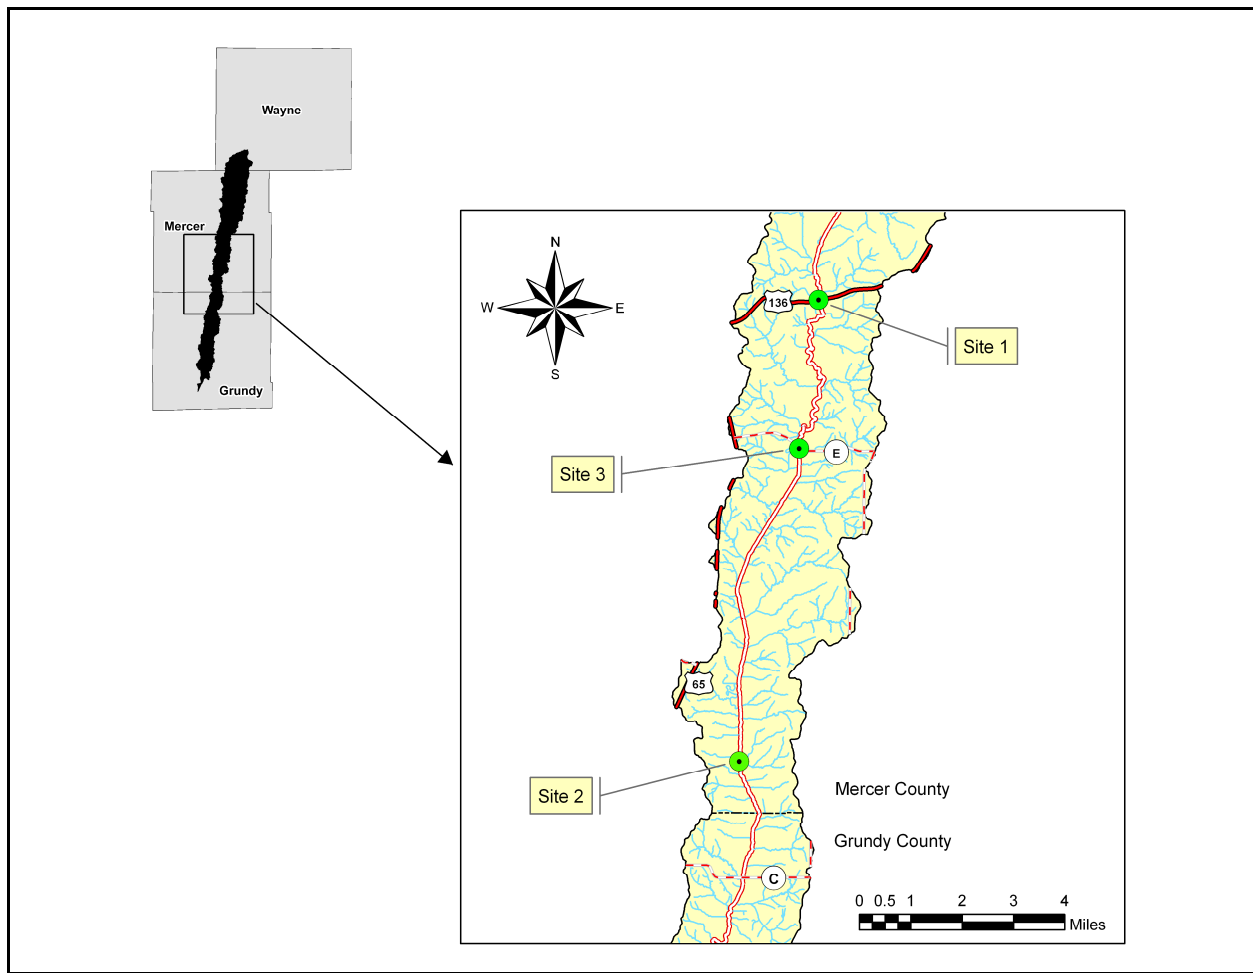 Wayne
Mercer
Grundy
N
W
E
S
136
Site 1
Site 3
E
65
Site 2
Mercer County
Grundy County
C
0 0.5 1 2 3 4
Miles